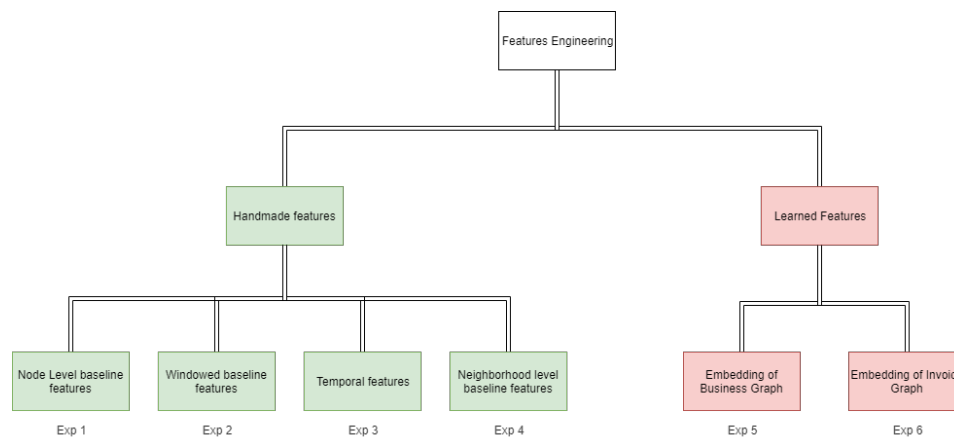 Features Engineering
Handmade features
Learned Features
Node Level baseline
features
Windowed baseline
features
Temporal features
Neighborhood level
baseline features
Embedding of
Business Graph
Embedding of Invoic
Graph
Exp 1
Exp 2
Exp 3
Exp 4
Exp 5
Exp 6